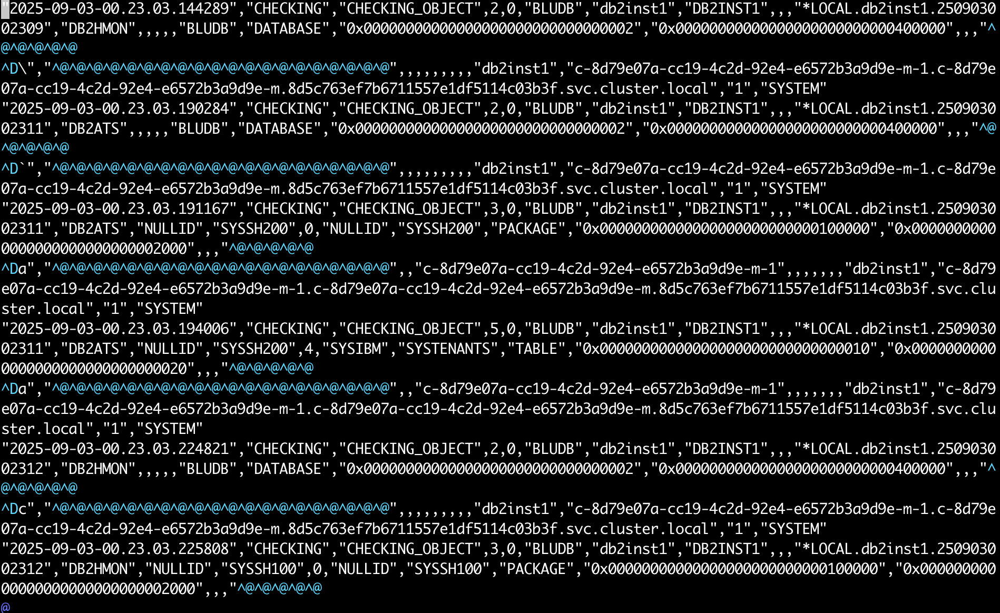 "2025-09-03-00.23.03.144289","CHECKING","CHECKING_OBJECT",2,0,"BLUDB","db2inst1","DB2INST1",,,"*LOCAL.db2inst1.2509030
02309","DB2HMON",,,,,"BLUDB","DATABASE","0x00000000000000000000000000000002","0x00000000000000000000000000400000",,,"^
@^@^@^@^@
^D\","^@^@^@^@^@^@^@^@^@^@^@^@^@^@^@^@^@^@^@^@",,,,,,,,,"db2inst1","c-8d79e07a-cc19-4c2d-92e4-e6572b3a9d9e-m-1.c-8d79e
07a-cc19-4c2d-92e4-e6572b3a9d9e-m.8d5c763ef7b6711557e1df5114c03b3f.svc.cluster.local","1","SYSTEM"
"2025-09-03-00.23.03.190284","CHECKING","CHECKING_OBJECT",2,0,"BLUDB","db2inst1","DB2INST1",,,"*LOCAL.db2inst1.2509030
02311","DB2ATS",,,,,"BLUDB","DATABASE","0x00000000000000000000000000000002","0x00000000000000000000000000400000",,,"^@
^@^@^@^@
^D`","^@^@^@^@^@^@^@^@^@^@^@^@^@^@^@^@^@^@^@^@",,,,,,,,,"db2inst1","c-8d79e07a-cc19-4c2d-92e4-e6572b3a9d9e-m-1.c-8d79e
07a-cc19-4c2d-92e4-e6572b3a9d9e-m.8d5c763ef7b6711557e1df5114c03b3f.svc.cluster.local","1","SYSTEM"
"2025-09-03-00.23.03.191167","CHECKING","CHECKING_OBJECT",3,0,"BLUDB","db2inst1","DB2INST1",,,"*LOCAL.db2inst1.2509030
02311","DB2ATS","NULLID","SYSSH200",0,"NULLID","SYSSH200","PACKAGE","0x00000000000000000000000000100000","0x0000000000
0000000000000000002000",,,"^@^@^@^@^@
^Da","^@^@^@^@^@^@^@^@^@^@^@^@^@^@^@^@^@^@^@^@",,"c-8d79e07a-cc19-4c2d-92e4-e6572b3a9d9e-m-1",,,,,,,"db2inst1","c-8d79
e07a-cc19-4c2d-92e4-e6572b3a9d9e-m-1.c-8d79e07a-cc19-4c2d-92e4-e6572b3a9d9e-m.8d5c763ef7b6711557e1df5114c03b3f.svc.clu
ster.local","1","SYSTEM"
"2025-09-03-00.23.03.194006","CHECKING","CHECKING_OBJECT",5,0,"BLUDB","db2inst1","DB2INST1",,,"*LOCAL.db2inst1.2509030
02311","DB2ATS","NULLID","SYSSH200",4,"SYSIBM","SYSTENANTS","TABLE","0x00000000000000000000000000000010","0x0000000000
0000000000000000000020",,,"^@^@^@^@^@
^Da","^@^@^@^@^@^@^@^@^@^@^@^@^@^@^@^@^@^@^@^@",,"c-8d79e07a-cc19-4c2d-92e4-e6572b3a9d9e-m-1",,,,,,,"db2inst1","c-8d79
e07a-cc19-4c2d-92e4-e6572b3a9d9e-m-1.c-8d79e07a-cc19-4c2d-92e4-e6572b3a9d9e-m.8d5c763ef7b6711557e1df5114c03b3f.svc.clu
ster.local","1","SYSTEM"
"2025-09-03-00.23.03.224821","CHECKING","CHECKING_OBJECT",2,0,"BLUDB","db2inst1","DB2INST1",,,"*LOCAL.db2inst1.2509030
02312","DB2HMON",,,,,"BLUDB","DATABASE","0x00000000000000000000000000000002","0x00000000000000000000000000400000",,,"^
@^@^@^@^@
^Dc","^@^@^@^@^@^@^@^@^@^@^@^@^@^@^@^@^@^@^@^@",,,,,,,,,"db2inst1","c-8d79e07a-cc19-4c2d-92e4-e6572b3a9d9e-m-1.c-8d79e
07a-cc19-4c2d-92e4-e6572b3a9d9e-m.8d5c763ef7b6711557e1df5114c03b3f.svc.cluster.local","1","SYSTEM"
"2025-09-03-00.23.03.225808","CHECKING","CHECKING_OBJECT",3,0,"BLUDB","db2inst1","DB2INST1",,,"*LOCAL.db2inst1.2509030
02312","DB2HMON","NULLID","SYSSH100",0,"NULLID","SYSSH100","PACKAGE","0x00000000000000000000000000100000","0x000000000
00000000000000000002000",,,"^@^@^@^@^@
@